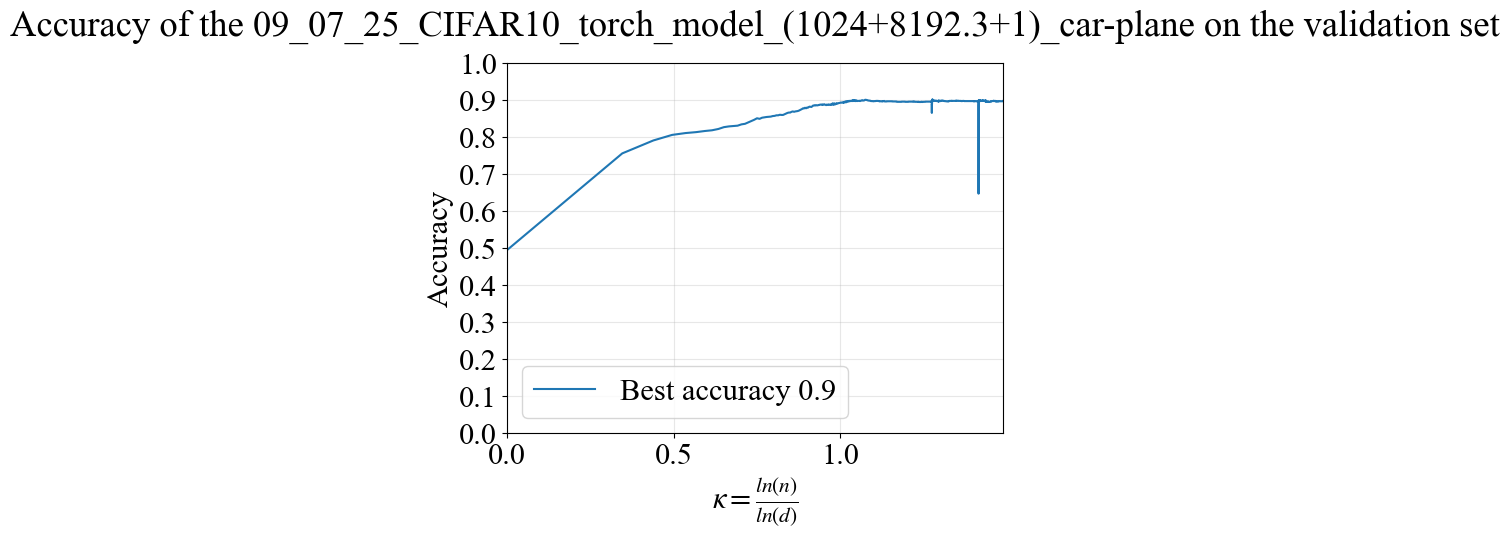 Accuracy of the 09_07_25_CIFAR10_torch_model_(1024+8192.3+1)_car-plane on the validation set
1.0
0.9
0.8
0.7
0.6
0.5
0.4
0.3
0.2
0.1
0.0
Accuracy
Best accuracy 0.9
0.0 0.5 1.0
κ = ln(n) / ln(d)